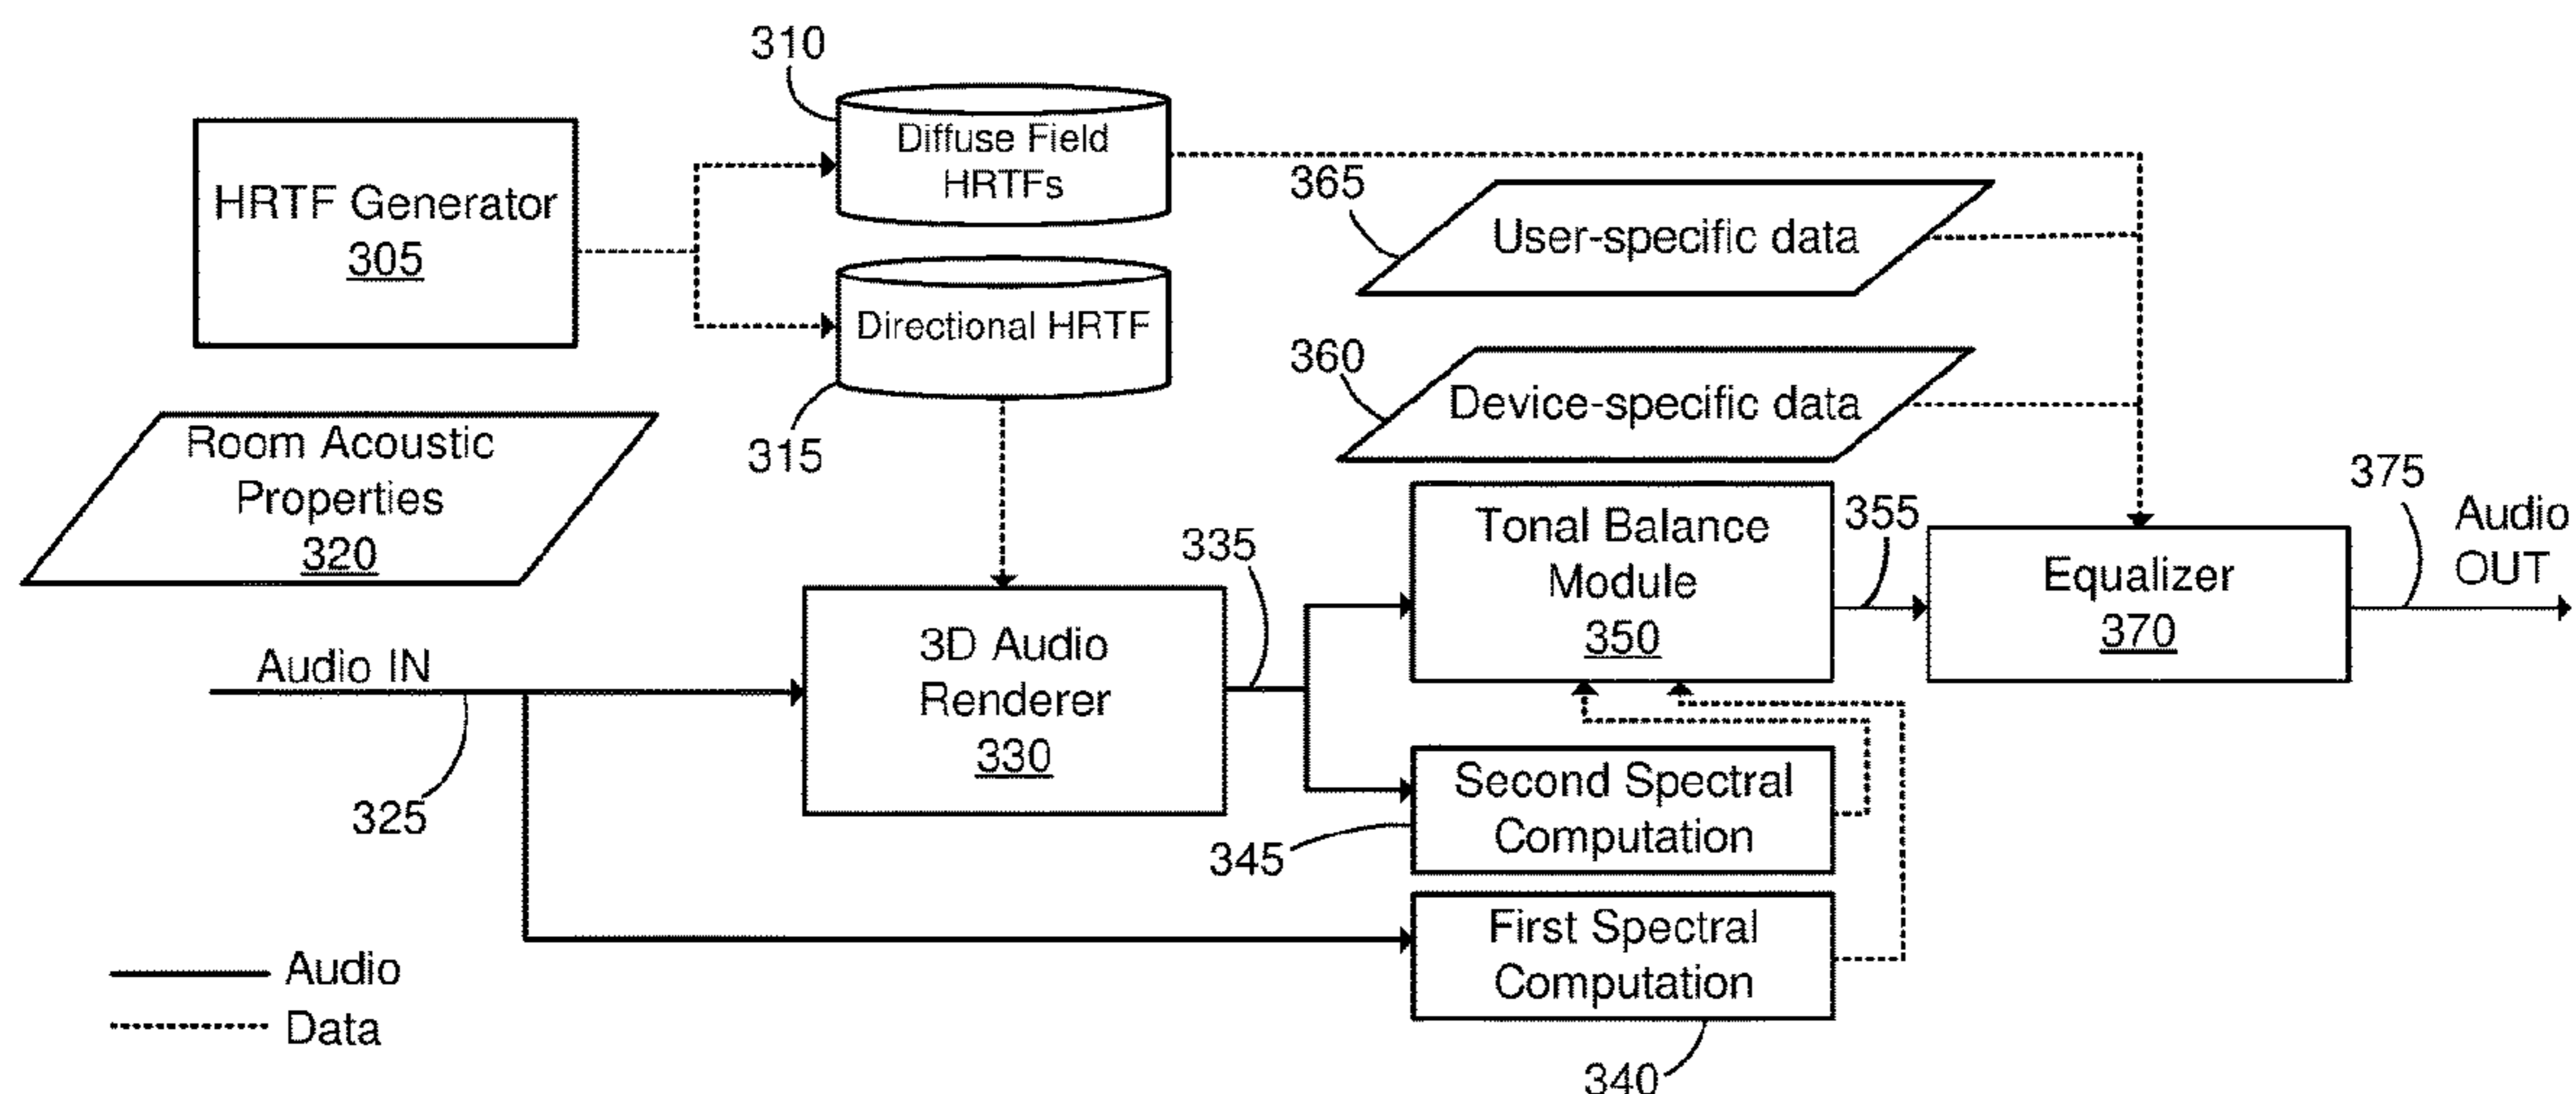 310
HRTF Generator
305
Diffuse Field
HRTFs
365
User-specific data
Directional HRTF
360
Device-specific data
315
Room Acoustic
Properties
320
Audio IN
325
3D Audio
Renderer
330
335
Tonal Balance
Module
350
355
Equalizer
370
375
Audio
OUT
Second Spectral
Computation
345
First Spectral
Computation
340
Audio
Data